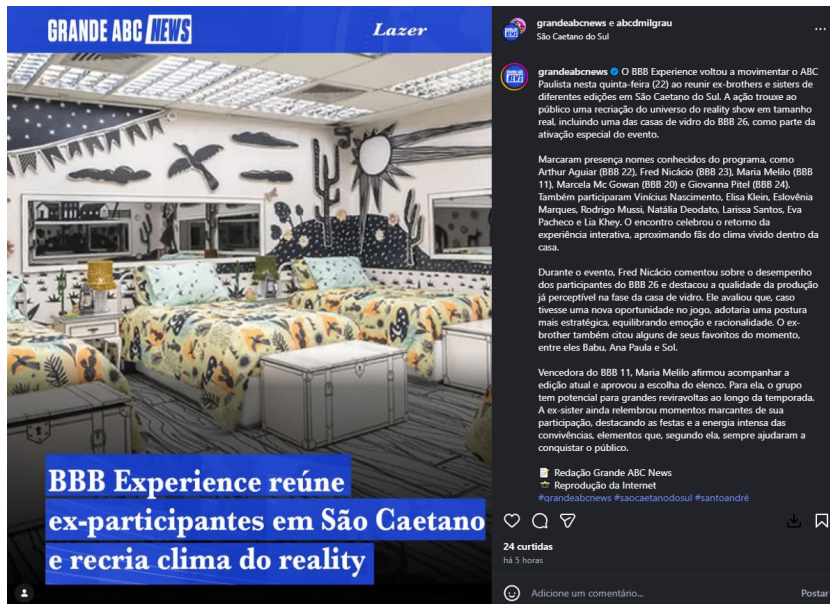 GRANDE ABC NEWS
Lazer
BBB Experience reúne
ex-participantes em São Caetano
e recria clima do reality
grandeabcnews e abcdmilgrau
São Caetano do Sul
grandeabcnews O BBB Experience voltou a movimentar o ABC
Paulista nesta quinta-feira (22) ao reunir ex-brothers e sisters de
diferentes edições em São Caetano do Sul. A ação trouxe ao
público uma recriação do universo do reality show em tamanho
real, incluindo uma das casas de vidro do BBB 26, como parte da
ativação especial do evento.
Marcaram presença nomes conhecidos do programa, como
Arthur Aguiar (BBB 22), Fred Nicácio (BBB 23), Maria Melilo (BBB
11), Marcela Mc Gowan (BBB 20) e Giovanna Pitel (BBB 24).
Também participaram Vinícius Nascimento, Elisa Klein, Eslovênia
Marques, Rodrigo Mussi, Natália Deodato, Larissa Santos, Eva
Pacheco e Lia Khey. O encontro celebrou o retorno da
experiência interativa, aproximando fãs do clima vivido dentro da
casa.
Durante o evento, Fred Nicácio comentou sobre o desempenho
dos participantes do BBB 26 e destacou a qualidade da produção
já perceptível na fase da casa de vidro. Ele avaliou que, caso
tivesse uma nova oportunidade no jogo, adotaria uma postura
mais estratégica, equilibrando emoção e racionalidade. O ex-
brother também citou alguns de seus favoritos do momento,
entre eles Babu, Ana Paula e Sol.
Vencedora do BBB 11, Maria Melilo afirmou acompanhar a
edição atual e aprovou a escolha do elenco. Para ela, o grupo
tem potencial para grandes reviravoltas ao longo da temporada.
A ex-sister ainda relembrou momentos marcantes de sua
participação, destacando as festas e a energia intensa das
convivências, elementos que, segundo ela, sempre ajudaram a
conquistar o público.
Redação Grande ABC News
Reprodução da Internet
#grandeabcnews #saocaetanodosul #santoandré
24 curtidas
há 5 horas
Adicione um comentário...
Postar